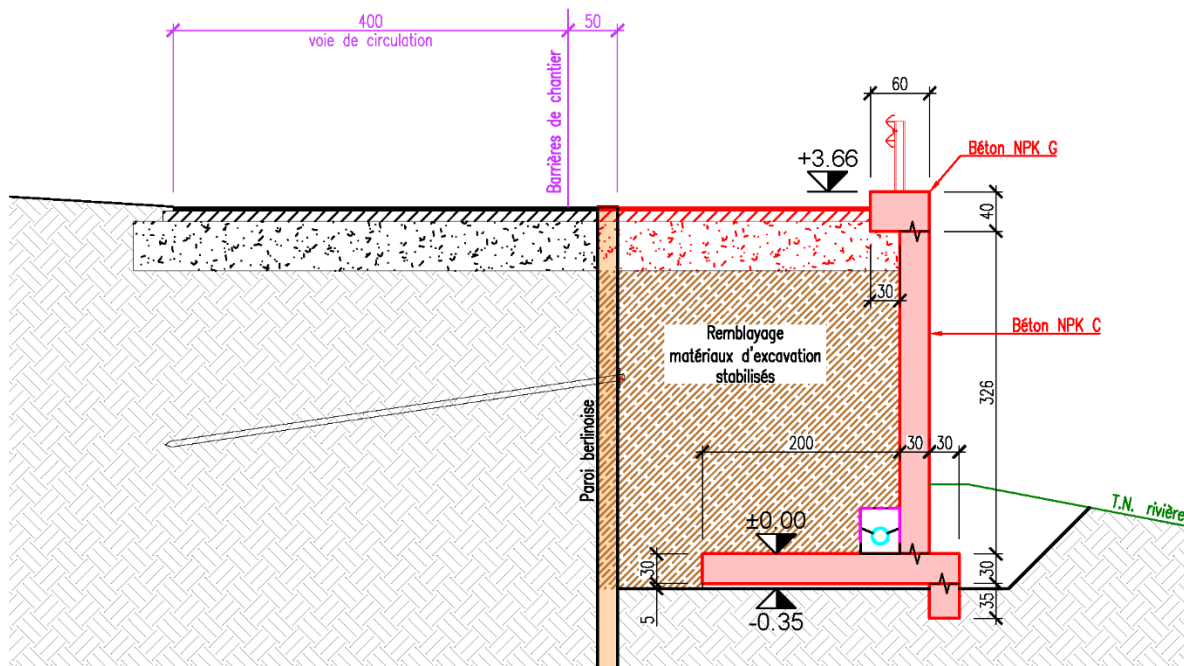 400
50
voie de circulation
Barrières de chantier
60
+3.66
Béton NPK G
40
30
Béton NPK C
Remblayage
matériaux d'excavation
stabilisés
326
Paroi berlinoise
200
30
30
T.N. rivière
±0.00
30
30
35
5
-0.35